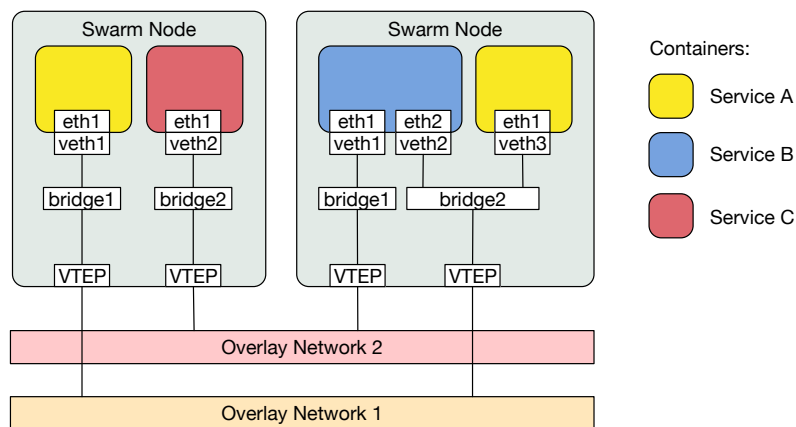 Swarm Node
eth1
veth1
eth1
veth2
bridge1
bridge2
VTEP
VTEP
Swarm Node
eth1
veth1
eth2
veth2
eth1
veth3
bridge1
bridge2
VTEP
VTEP
Containers:
Service A
Service B
Service C
Overlay Network 2
Overlay Network 1